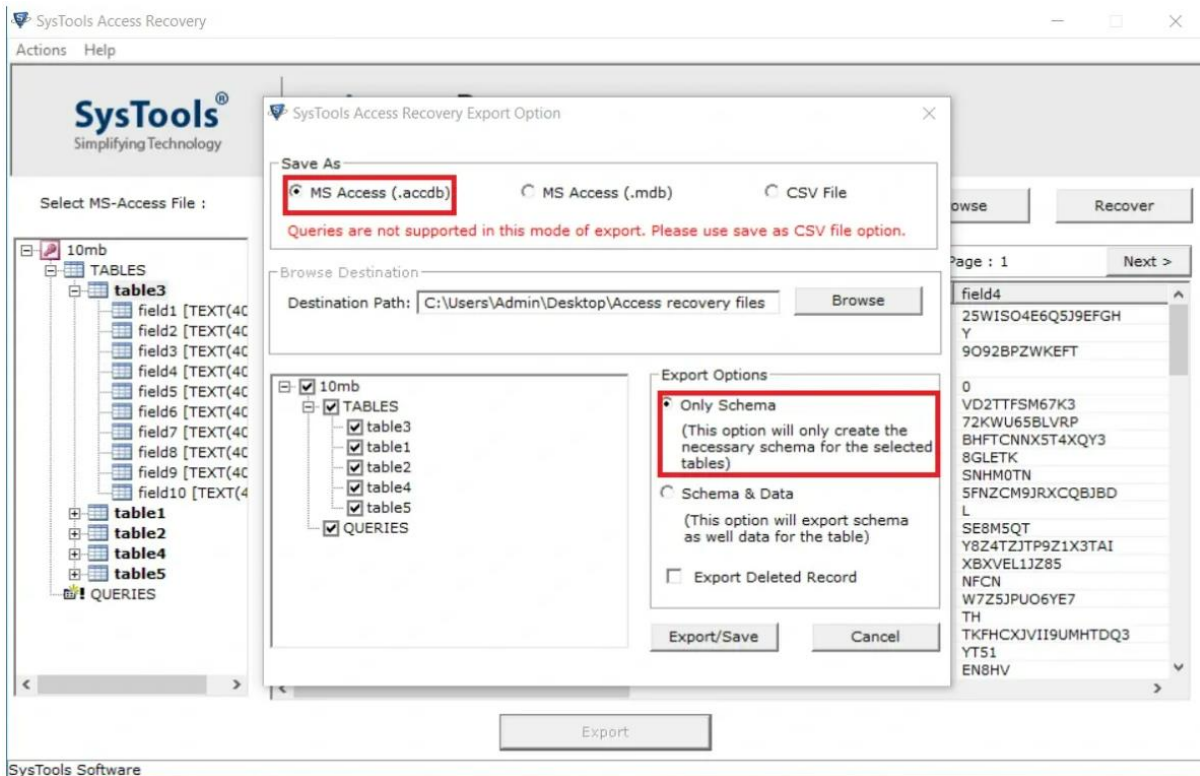 SysTools Access Recovery
Actions Help
SysTools®
Simplifying Technology
Select MS-Access File :
Recover
10mb
TABLES
table3
field1 [TEXT(40
field2 [TEXT(40
field3 [TEXT(40
field4 [TEXT(40
field5 [TEXT(40
field6 [TEXT(40
field7 [TEXT(40
field8 [TEXT(40
field9 [TEXT(40
field10 [TEXT(4
table1
table2
table4
table5
QUERIES
SysTools Access Recovery Export Option
Save As
MS Access (.accdb) MS Access (.mdb) CSV File
Queries are not supported in this mode of export. Please use save as CSV file option.
Browse Destination
Destination Path: C:\Users\Admin\Desktop\Access recovery files Browse
10mb
TABLES
table3
table1
table2
table4
table5
QUERIES
Export Options
Only Schema
(This option will only create the
necessary schema for the selected
tables)
Schema & Data
(This option will export schema
as well data for the table)
Export Deleted Record
Export/Save Cancel
owse
Page : 1 Next >
field4
25WISO4E6Q5J9EFGH
Y
9O92BPZWKEFT
0
VD2TTFSM67K3
72KWU65BLVRP
BHFTCNNX5T4XQY3
8GLETK
SNHM0TN
5FNZCM9JRXCQBJBD
L
SE8M5QT
Y8Z4TZJTP9Z1X3TAI
XBXVEL1JZ85
NFCN
W7Z5JPUO6YE7
TH
TKFHCXJVII9UMHTDQ3
YT51
EN8HV
Export
SysTools Software